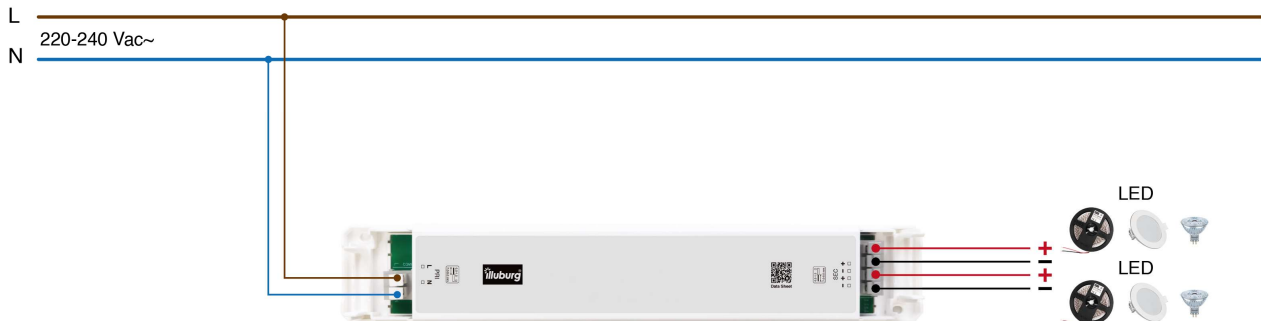 L
220-240 Vac~
N
LED
+
−
+
−
LED
L
N
PRI
illuburg
Data Sheet
SEC
+
−
+
−